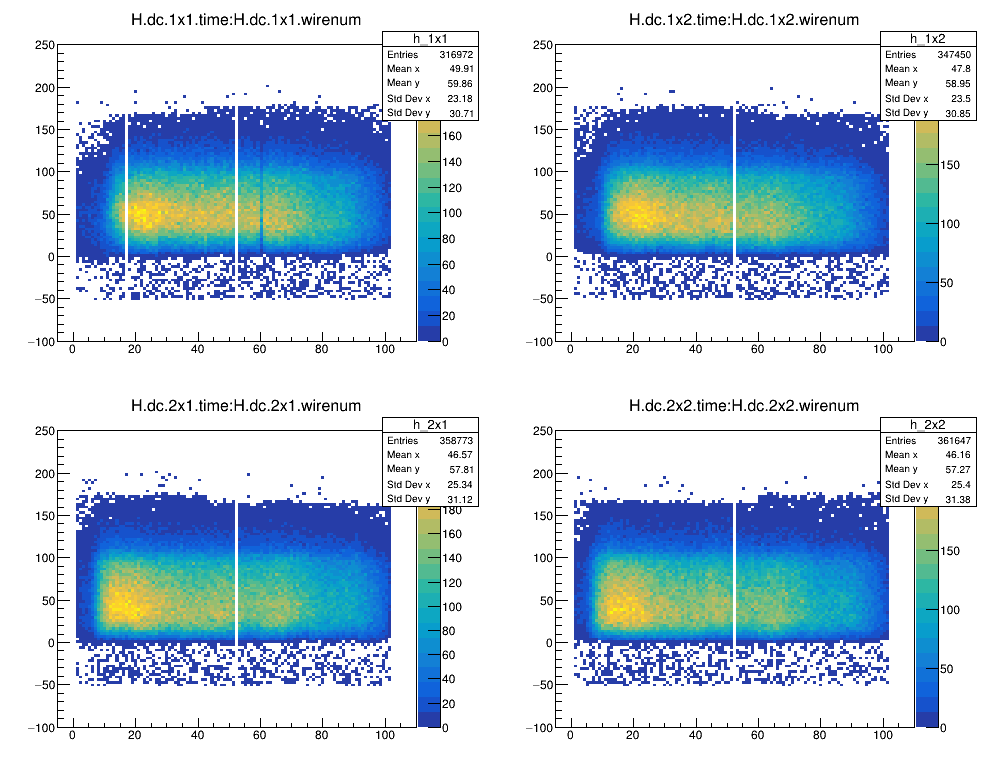 H.dc.1x1.time:H.dc.1x1.wirenum
h_1x1
Entries 316972
Mean x 49.91
Mean y 59.86
Std Dev x 23.18
Std Dev y 30.71
250
200
150
100
50
0
−50
−100
0 20 40 60 80 100
160
140
120
100
80
60
40
20
0
H.dc.1x2.time:H.dc.1x2.wirenum
h_1x2
Entries 347450
Mean x 47.8
Mean y 58.95
Std Dev x 23.5
Std Dev y 30.85
250
200
150
100
50
0
−50
−100
0 20 40 60 80 100
150
100
50
0
H.dc.2x1.time:H.dc.2x1.wirenum
h_2x1
Entries 358773
Mean x 46.57
Mean y 57.81
Std Dev x 25.34
Std Dev y 31.12
250
200
150
100
50
0
−50
−100
0 20 40 60 80 100
180
160
140
120
100
80
60
40
20
0
H.dc.2x2.time:H.dc.2x2.wirenum
h_2x2
Entries 361647
Mean x 46.16
Mean y 57.27
Std Dev x 25.4
Std Dev y 31.38
250
200
150
100
50
0
−50
−100
0 20 40 60 80 100
150
100
50
0